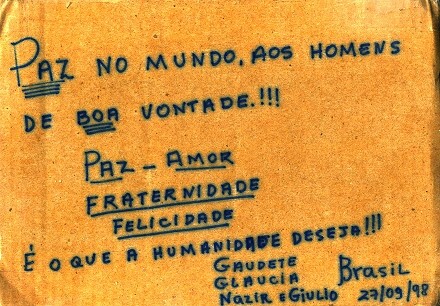 PAZ NO MUNDO, AOS HOMENS
DE BOA VONTADE.!!!
PAZ - AMOR
FRATERNIDADE
FELICIDADE
É O QUE A HUMANIDADE DESEJA!!!
GAUDETE
GLAUCIA
NAZIR e GIULIO
Brasil
27/09/98